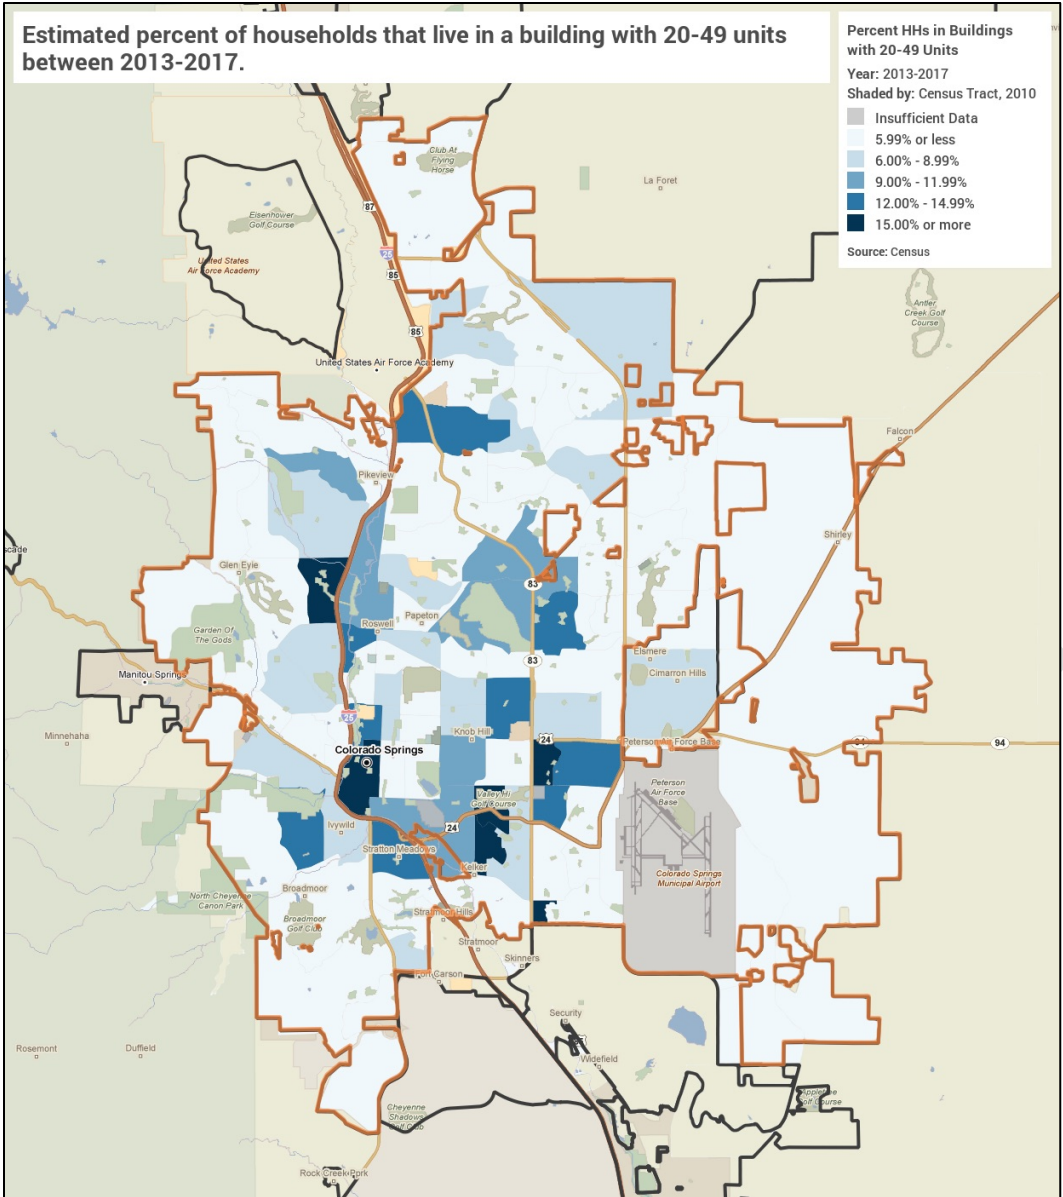 Estimated percent of households that live in a building with 20-49 units
between 2013-2017.
Percent HHs in Buildings
with 20-49 Units
Year: 2013-2017
Shaded by: Census Tract, 2010
Insufficient Data
5.99% or less
6.00% - 8.99%
9.00% - 11.99%
12.00% - 14.99%
15.00% or more
Source: Census
Club At
Flying
Horse
La Foret
87
Eisenhower
Golf Course
25
United States
Air Force Academy
85
Antler
Creek Golf
Course
85
United States Air Force Academy
Falcon
Pikeview
Shirley
scade
Glen Eyie
83
Papeton
Roswell
Garden Of
The Gods
Elsmere
83
Cimarron Hills
Manitou Springs
25
Minnehaha
Knob Hill
24
Peterson Air Force Base
94
94
Colorado Springs
Peterson
Air Force
Base
Valley Hi
Golf Course
Ivywild
24
Stratton Meadows
Kelker
Colorado Springs
Municipal Airport
Broadmoor
North Cheyenne
Canon Park
Stratmoor Hills
Broadmoor
Golf Club
Stratmoor
Skinners
Fort Carson
Security
85
Rosemont
Duffield
Widefield
Appletree
Golf Course
Cheyenne
Shadows
Golf Club
Rock Creek Park